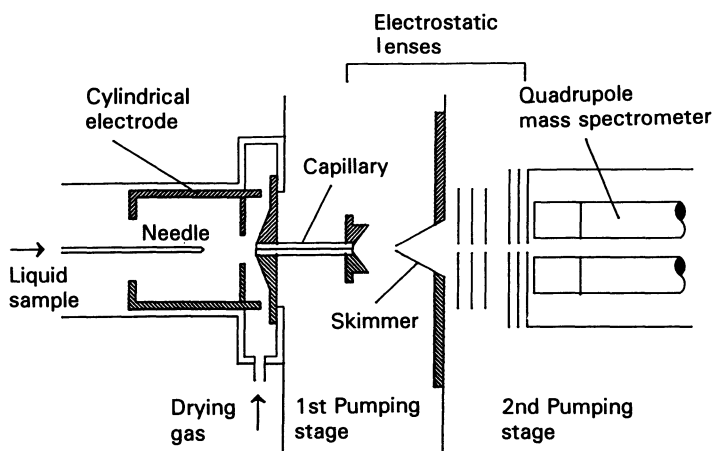 Electrostatic
lenses
Cylindrical
electrode
Quadrupole
mass spectrometer
Capillary
Needle
Liquid
sample
Skimmer
Drying
gas
1st Pumping
stage
2nd Pumping
stage